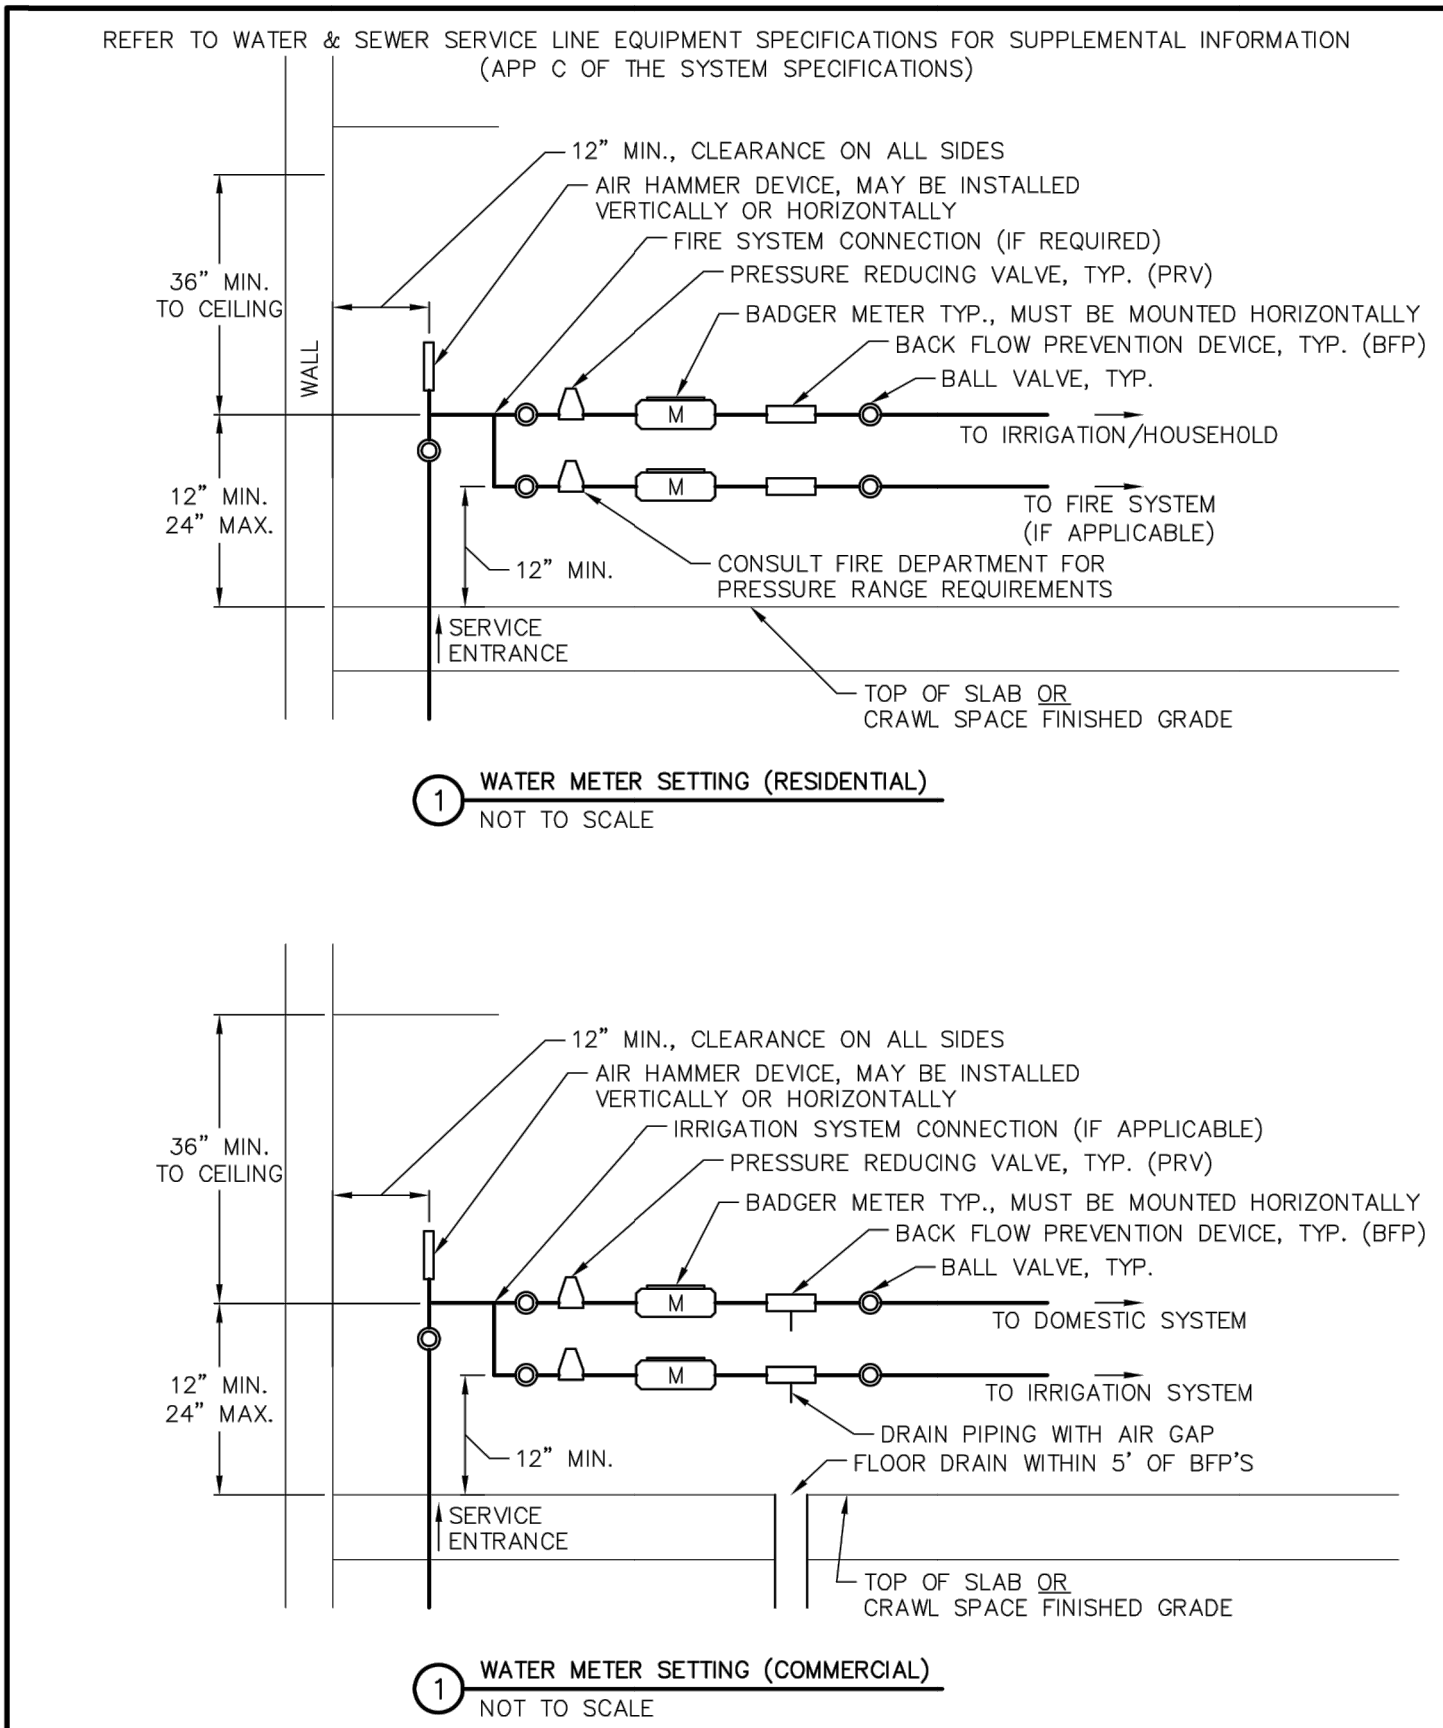 REFER TO WATER & SEWER SERVICE LINE EQUIPMENT SPECIFICATIONS FOR SUPPLEMENTAL INFORMATION
(APP C OF THE SYSTEM SPECIFICATIONS)
12" MIN., CLEARANCE ON ALL SIDES
AIR HAMMER DEVICE, MAY BE INSTALLED
VERTICALLY OR HORIZONTALLY
FIRE SYSTEM CONNECTION (IF REQUIRED)
PRESSURE REDUCING VALVE, TYP. (PRV)
36" MIN.
TO CEILING
BADGER METER TYP., MUST BE MOUNTED HORIZONTALLY
BACK FLOW PREVENTION DEVICE, TYP. (BFP)
WALL
BALL VALVE, TYP.
M
TO IRRIGATION/HOUSEHOLD
M
12" MIN.
24" MAX.
TO FIRE SYSTEM
(IF APPLICABLE)
12" MIN.
CONSULT FIRE DEPARTMENT FOR
PRESSURE RANGE REQUIREMENTS
SERVICE
ENTRANCE
TOP OF SLAB OR
CRAWL SPACE FINISHED GRADE
1
WATER METER SETTING (RESIDENTIAL)
NOT TO SCALE
12" MIN., CLEARANCE ON ALL SIDES
AIR HAMMER DEVICE, MAY BE INSTALLED
VERTICALLY OR HORIZONTALLY
IRRIGATION SYSTEM CONNECTION (IF APPLICABLE)
PRESSURE REDUCING VALVE, TYP. (PRV)
36" MIN.
TO CEILING
BADGER METER TYP., MUST BE MOUNTED HORIZONTALLY
BACK FLOW PREVENTION DEVICE, TYP. (BFP)
BALL VALVE, TYP.
M
TO DOMESTIC SYSTEM
M
TO IRRIGATION SYSTEM
12" MIN.
24" MAX.
DRAIN PIPING WITH AIR GAP
12" MIN.
FLOOR DRAIN WITHIN 5' OF BFP'S
SERVICE
ENTRANCE
TOP OF SLAB OR
CRAWL SPACE FINISHED GRADE
1
WATER METER SETTING (COMMERCIAL)
NOT TO SCALE